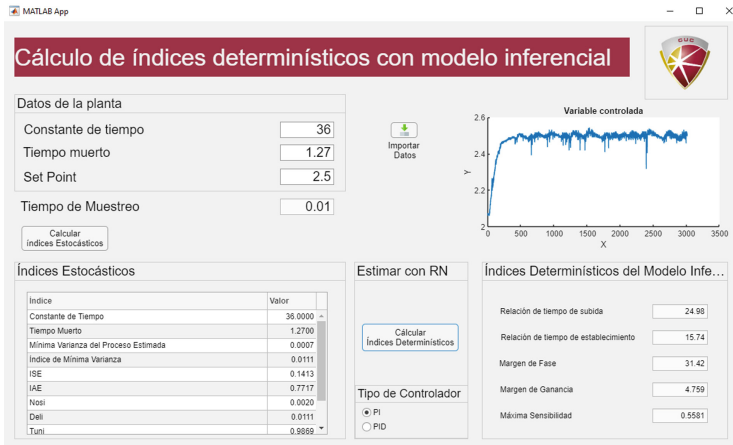 MATLAB App
Cálculo de índices determinísticos con modelo inferencial
CUC
Datos de la planta
Constante de tiempo 36
Tiempo muerto 1.27
Set Point 2.5
Tiempo de Muestreo 0.01
Calcular
índices Estocásticos
Importar
Datos
Variable controlada
2.6
2.4
2.2
2
Y
0 500 1000 1500 2000 2500 3000 3500
X
Índices Estocásticos
Índice Valor
Constante de Tiempo 36.0000
Tiempo Muerto 1.2700
Mínima Varianza del Proceso Estimada 0.0007
Índice de Mínima Varianza 0.0111
ISE 0.1413
IAE 0.7717
Nosi 0.0020
Deli 0.0111
Tuni 0.9869
Estimar con RN
Cálcular
Índices Determinísticos
Tipo de Controlador
PI
PID
Índices Determinísticos del Modelo Infe...
Relación de tiempo de subida 24.98
Relación de tiempo de establecimiento 15.74
Margen de Fase 31.42
Margen de Ganancia 4.759
Máxima Sensibilidad 0.5581